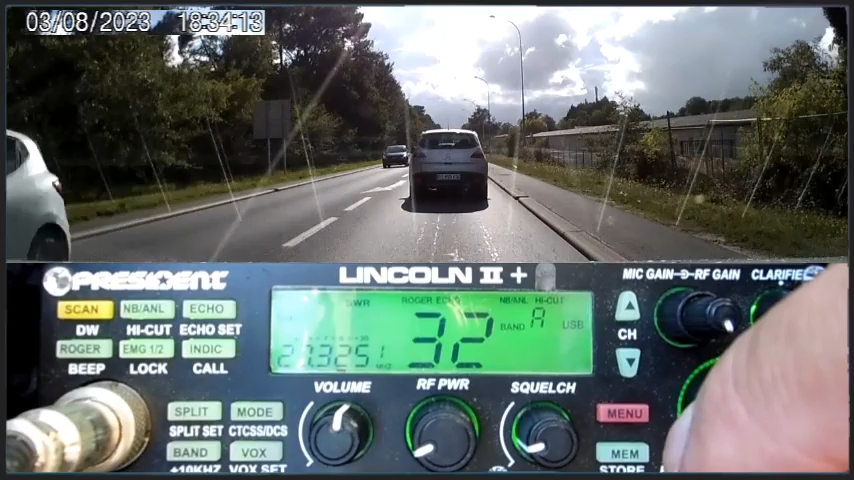 03/08/2023 18:34:13
PRESIDENT LINCOLN II + MIC GAIN RF GAIN CLARIFIE
SCAN NB/ANL ECHO
DW HI-CUT ECHO SET
ROGER EMG 1/2 INDIC
BEEP LOCK CALL
SWR ROGER ECHO NB/ANL HI-CUT
32 BAND A USB
27.3251 MHz
CH
VOLUME RF PWR SQUELCH
SPLIT MODE MENU
SPLIT SET CTCSS/DCS
BAND VOX MEM
+10KHZ VOX SET STORE